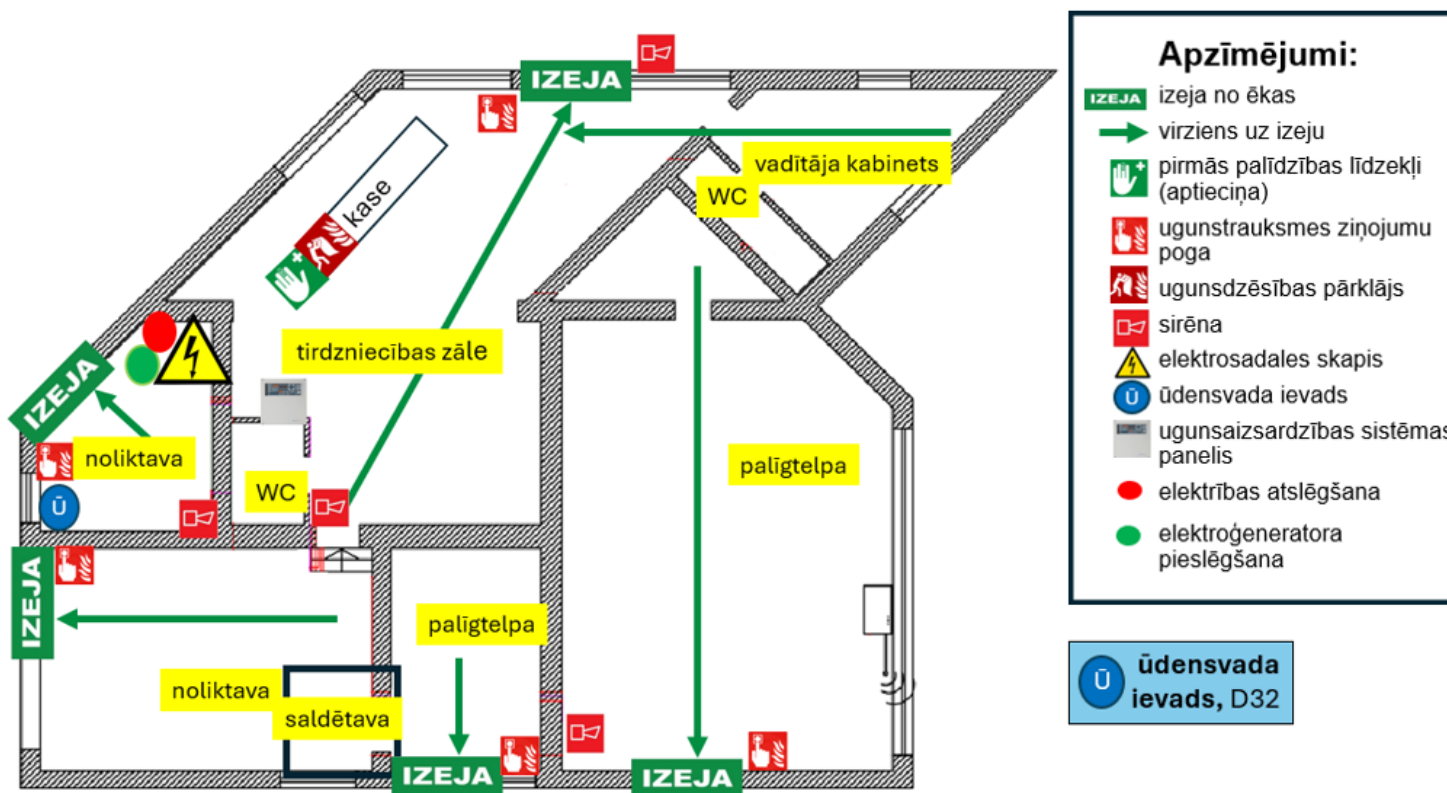 IZEJA
kase
vadītāja kabinets
WC
tirdzniecības zāle
IZEJA
noliktava
WC
Ū
palīgtelpa
IZEJA
palīgtelpa
noliktava
saldētava
IZEJA
IZEJA
Apzīmējumi:
IZEJA izeja no ēkas
virziens uz izeju
pirmās palīdzības līdzekļi
(aptieciņa)
ugunstrauksmes ziņojumu
poga
ugunsdzēsības pārklājs
sirēna
elektrosadales skapis
Ū ūdensvada ievads
ugunsaizsardzības sistēmas
panelis
elektrības atslēgšana
elektroģeneratora
pieslēgšana
Ū ūdensvada
ievads, D32